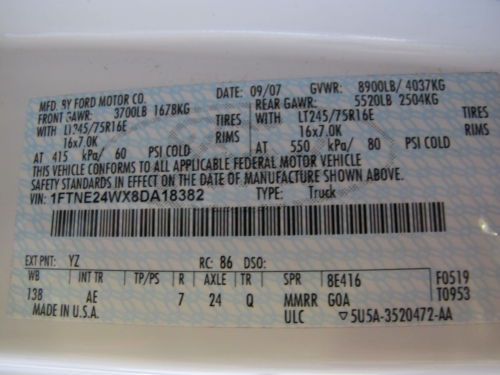 MFD. BY FORD MOTOR CO. DATE: 09/07 GVWR: 8900LB/ 4037KG
FRONT GAWR: 3700LB 1678KG REAR GAWR: 5520LB 2504KG
WITH LT245/75R16E TIRES WITH LT245/75R16E TIRES
16x7.0K RIMS 16x7.0K RIMS
AT 415 kPa/ 60 PSI COLD AT 550 kPa/ 80 PSI COLD
THIS VEHICLE CONFORMS TO ALL APPLICABLE FEDERAL MOTOR VEHICLE
SAFETY STANDARDS IN EFFECT ON THE DATE OF MANUFACTURE SHOWN ABOVE.
VIN: 1FTNE24WX8DA18382 TYPE: Truck
EXT PNT: YZ RC: 86 DSO:
WB INT TR TP/PS R AXLE TR SPR 8E416 F0519
138 AE 7 24 Q MMRR GOA T0953
MADE IN U.S.A. ULC ▽5U5A-3520472-AA